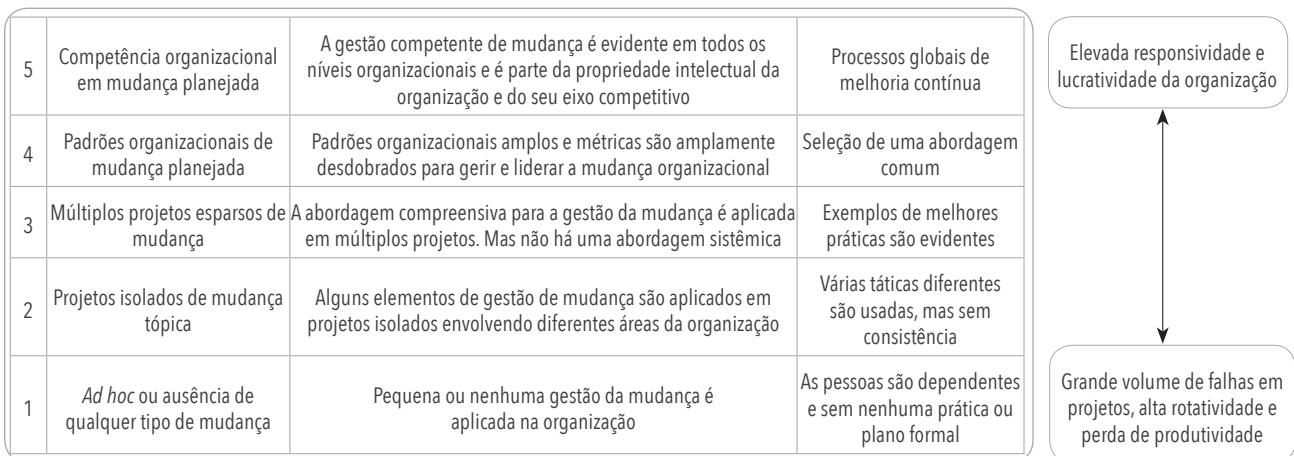 5
Competência organizacional
em mudança planejada
A gestão competente de mudança é evidente em todos os
níveis organizacionais e é parte da propriedade intelectual da
organização e do seu eixo competitivo
Processos globais de
melhoria contínua
4
Padrões organizacionais de
mudança planejada
Padrões organizacionais amplos e métricas são amplamente
desdobrados para gerir e liderar a mudança organizacional
Seleção de uma abordagem
comum
3
Múltiplos projetos esparsos de
mudança
A abordagem compreensiva para a gestão da mudança é aplicada
em múltiplos projetos. Mas não há uma abordagem sistêmica
Exemplos de melhores
práticas são evidentes
2
Projetos isolados de mudança
tópica
Alguns elementos de gestão de mudança são aplicados em
projetos isolados envolvendo diferentes áreas da organização
Várias táticas diferentes
são usadas, mas sem
consistência
1
Ad hoc ou ausência de
qualquer tipo de mudança
Pequena ou nenhuma gestão da mudança é
aplicada na organização
As pessoas são dependentes
e sem nenhuma prática ou
plano formal
Elevada responsividade e
lucratividade da organização
Grande volume de falhas em
projetos, alta rotatividade e
perda de produtividade